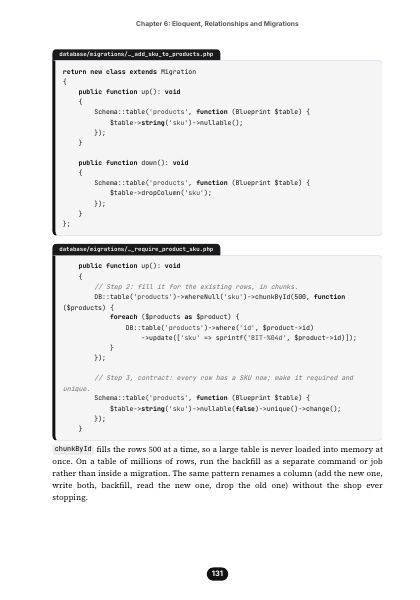 Chapter 6: Eloquent, Relationships and Migrations
database/migrations/…_add_sku_to_products.php
return new class extends Migration
{
    public function up(): void
    {
        Schema::table('products', function (Blueprint $table) {
            $table->string('sku')->nullable();
        });
    }

    public function down(): void
    {
        Schema::table('products', function (Blueprint $table) {
            $table->dropColumn('sku');
        });
    }
};
database/migrations/…_require_product_sku.php
    public function up(): void
    {
        // Step 2: fill it for the existing rows, in chunks.
        DB::table('products')->whereNull('sku')->chunkById(500, function
($products) {
            foreach ($products as $product) {
                DB::table('products')->where('id', $product->id)
                    ->update(['sku' => sprintf('BIT-%04d', $product->id)]);
            }
        });

        // Step 3, contract: every row has a SKU now; make it required and
unique.
        Schema::table('products', function (Blueprint $table) {
            $table->string('sku')->nullable(false)->unique()->change();
        });
    }
chunkById fills the rows 500 at a time, so a large table is never loaded into memory at
once. On a table of millions of rows, run the backfill as a separate command or job
rather than inside a migration. The same pattern renames a column (add the new one,
write both, backfill, read the new one, drop the old one) without the shop ever
stopping.
131